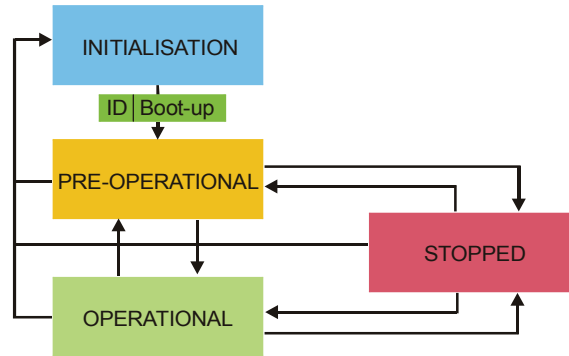 INITIALISATION
ID Boot-up
PRE-OPERATIONAL
STOPPED
OPERATIONAL